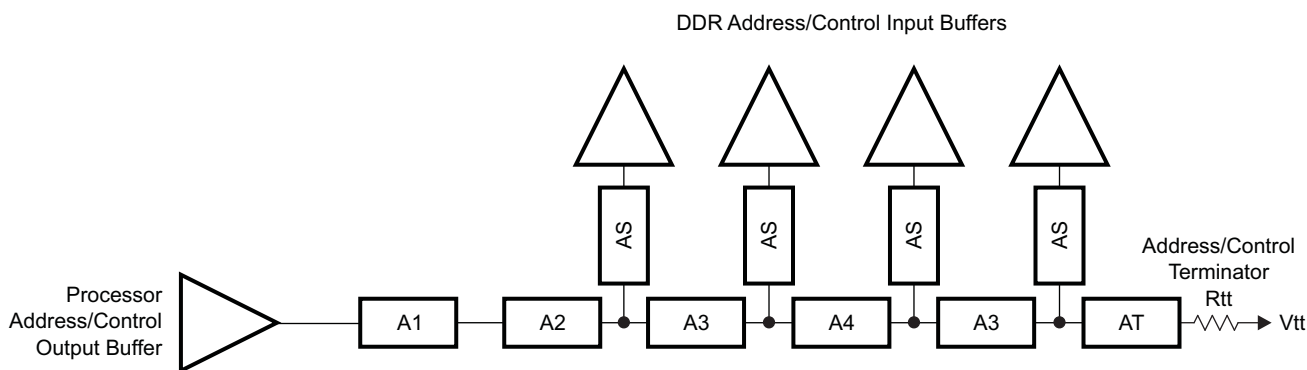 DDR Address/Control Input Buffers
AS
AS
AS
AS
Address/Control
Terminator
Rtt
Processor
Address/Control
Output Buffer
A1
A2
A3
A4
A3
AT
Vtt